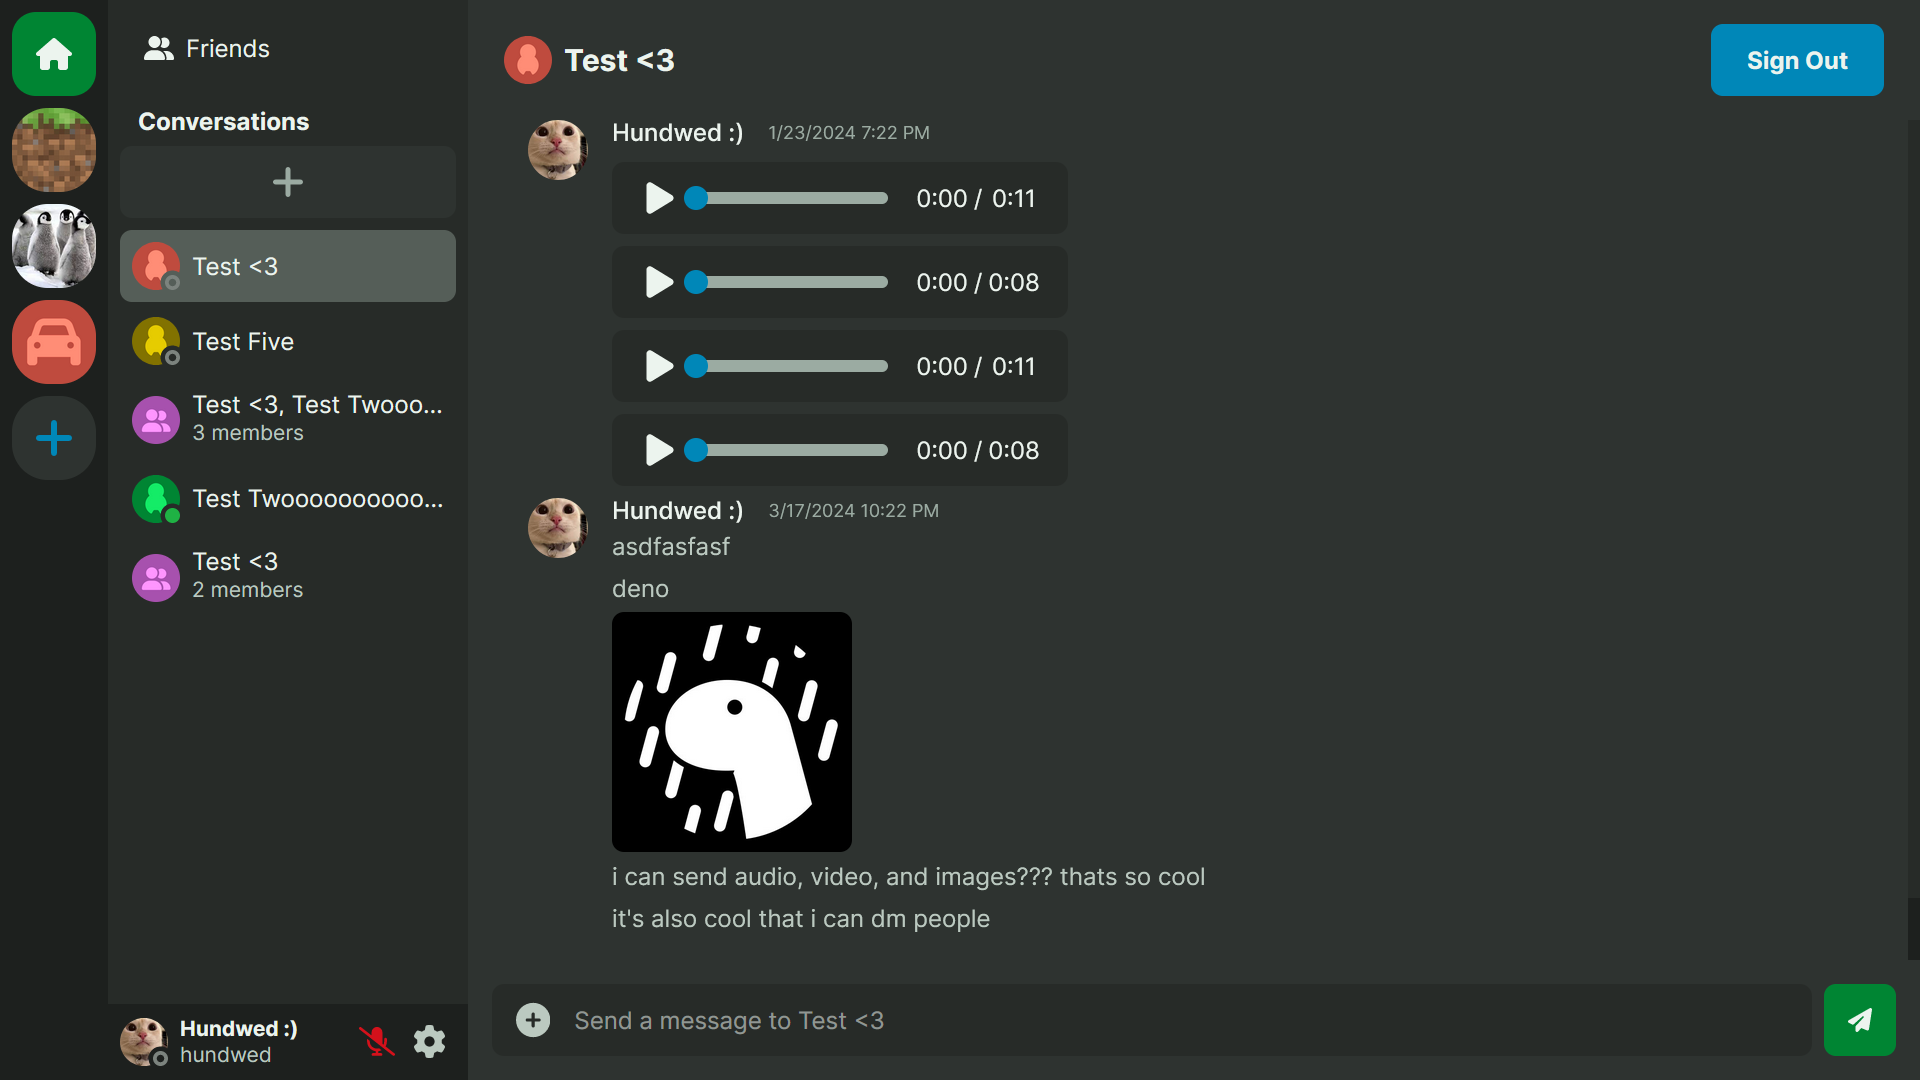 Friends
Conversations
Test <3
Test Five
Test <3, Test Twooo...
3 members
Test Twoooooooooo...
Test <3
2 members
Hundwed :)
hundwed
Test <3
Sign Out
Hundwed :) 1/23/2024 7:22 PM
0:00 / 0:11
0:00 / 0:08
0:00 / 0:11
0:00 / 0:08
Hundwed :) 3/17/2024 10:22 PM
asdfasfasf
deno
i can send audio, video, and images??? thats so cool
it's also cool that i can dm people
Send a message to Test <3